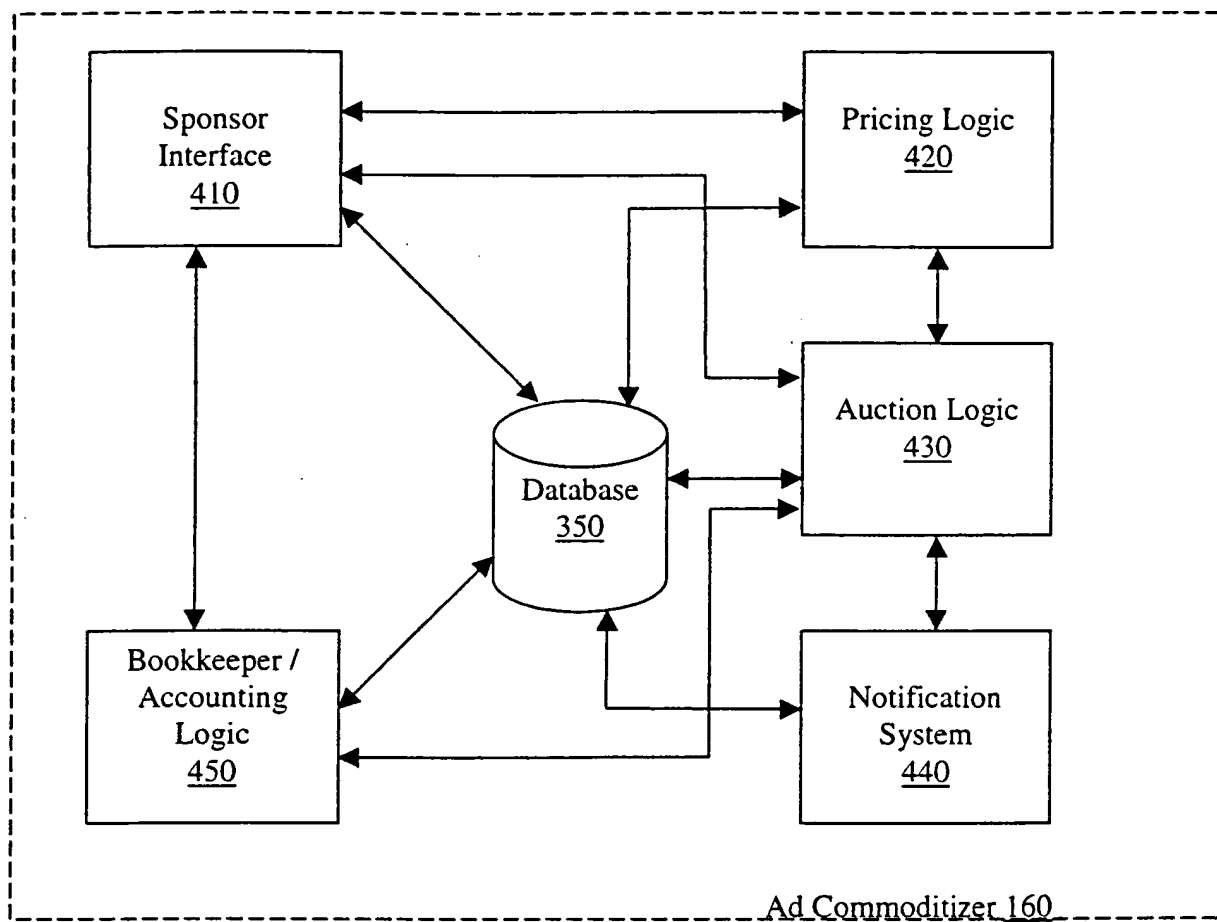 Sponsor
Interface
410
Pricing Logic
420
Auction Logic
430
Database
350
Bookkeeper /
Accounting
Logic
450
Notification
System
440
Ad Commoditizer 160